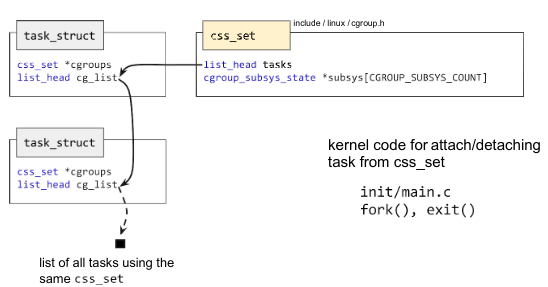 task_struct
css_set *cgroups
list_head cg_list
css_set
include / linux / cgroup.h
list_head tasks
cgroup_subsys_state *subsys[CGROUP_SUBSYS_COUNT]
task_struct
css_set *cgroups
list_head cg_list
list of all tasks using the
same css_set
kernel code for attach/detaching
task from css_set
init/main.c
fork(), exit()